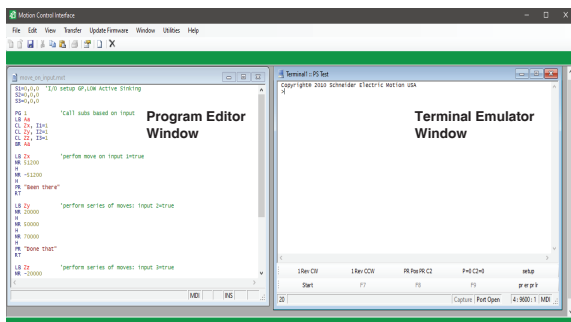 Motion Control Interface
File Edit View Transfer Update Firmware Window Utilities Help
move_on_input.mxt
S1=0,0,0 'I/O setup GP,LOW Active Sinking
S2=0,0,0
S3=0,0,0
PG 1 'Call subs based on input
LB Aa
CL Zx, I1=1
CL Zy, I2=1
CL Zz, I3=1
BR Aa
LB Zx 'perfom move on input 1=true
MR 51200
H
MR -51200
H
PR "Been there"
RT
LB Zy 'perform series of moves: input 2=true
MR 20000
H
MR 50000
H
MR 70000
H
PR "Done that"
RT
LB Zz 'perform series of moves: input 3=true
MR -20000
MDI INS
Program Editor
Window
Terminal1 :: PS Test
Copyright© 2010 Schneider Electric Motion USA
>
Terminal Emulator
Window
1 Rev CW 1 Rev CCW PR Pos PR C2 P=0 C2=0 setup
Start F7 F8 F9 pr er pr lr
20 Capture Port Open 4 : 9600 : 1 MDI